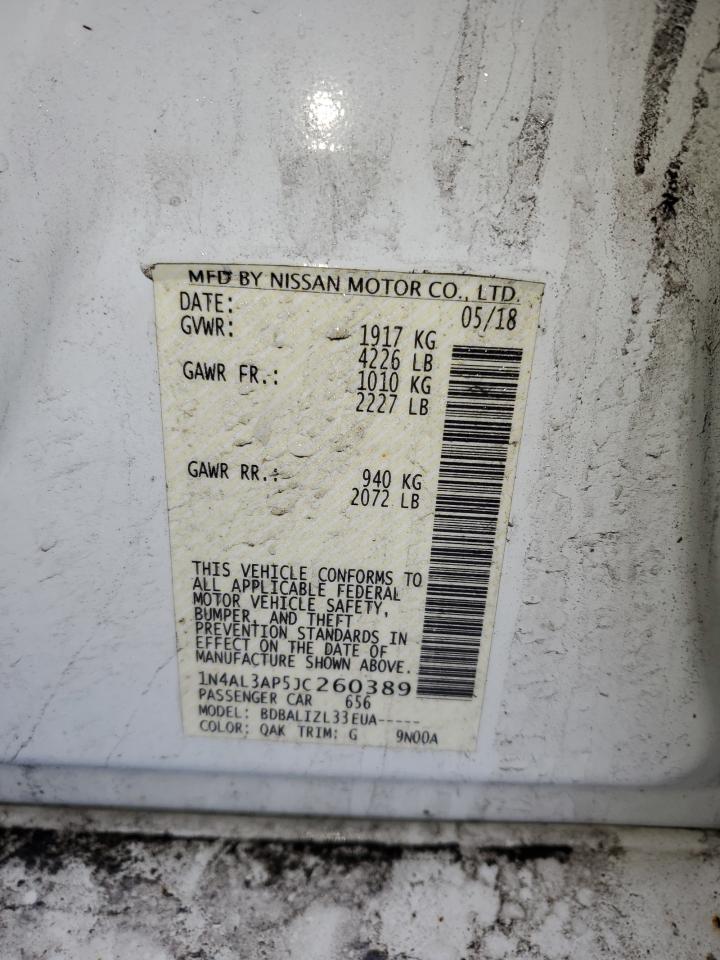 MFD BY NISSAN MOTOR CO., LTD.
DATE: 05/18
GVWR: 1917 KG
4226 LB
GAWR FR.: 1010 KG
2227 LB
GAWR RR.: 940 KG
2072 LB
THIS VEHICLE CONFORMS TO
ALL APPLICABLE FEDERAL
MOTOR VEHICLE SAFETY,
BUMPER, AND THEFT
PREVENTION STANDARDS IN
EFFECT ON THE DATE OF
MANUFACTURE SHOWN ABOVE.
1N4AL3AP5JC260389
PASSENGER CAR 656
MODEL: BDBALIZL33EUA-----
COLOR: QAK TRIM: G 9N00A